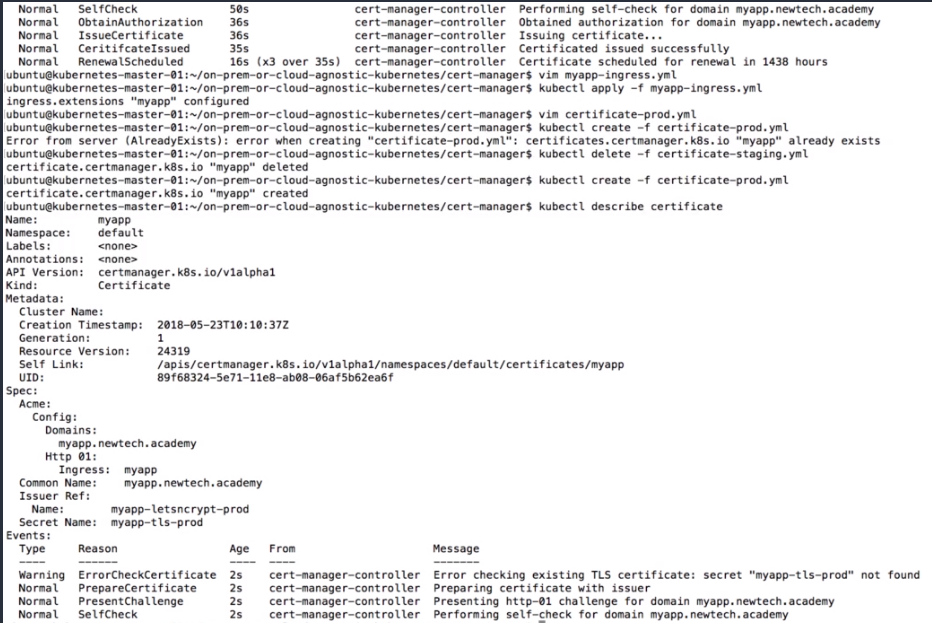 Normal SelfCheck 50s cert-manager-controller Performing self-check for domain myapp.newtech.academy
Normal ObtainAuthorization 36s cert-manager-controller Obtained authorization for domain myapp.newtech.academy
Normal IssueCertificate 36s cert-manager-controller Issuing certificate...
Normal CeritifcateIssued 35s cert-manager-controller Certificated issued successfully
Normal RenewalScheduled 16s (x3 over 35s) cert-manager-controller Certificate scheduled for renewal in 1438 hours
ubuntu@kubernetes-master-01:~/on-prem-or-cloud-agnostic-kubernetes/cert-manager$ vim myapp-ingress.yml
ubuntu@kubernetes-master-01:~/on-prem-or-cloud-agnostic-kubernetes/cert-manager$ kubectl apply -f myapp-ingress.yml
ingress.extensions "myapp" configured
ubuntu@kubernetes-master-01:~/on-prem-or-cloud-agnostic-kubernetes/cert-manager$ vim certificate-prod.yml
ubuntu@kubernetes-master-01:~/on-prem-or-cloud-agnostic-kubernetes/cert-manager$ kubectl create -f certificate-prod.yml
Error from server (AlreadyExists): error when creating "certificate-prod.yml": certificates.certmanager.k8s.io "myapp" already exists
ubuntu@kubernetes-master-01:~/on-prem-or-cloud-agnostic-kubernetes/cert-manager$ kubectl delete -f certificate-staging.yml
certificate.certmanager.k8s.io "myapp" deleted
ubuntu@kubernetes-master-01:~/on-prem-or-cloud-agnostic-kubernetes/cert-manager$ kubectl create -f certificate-prod.yml
certificate.certmanager.k8s.io "myapp" created
ubuntu@kubernetes-master-01:~/on-prem-or-cloud-agnostic-kubernetes/cert-manager$ kubectl describe certificate
Name: myapp
Namespace: default
Labels: <none>
Annotations: <none>
API Version: certmanager.k8s.io/v1alpha1
Kind: Certificate
Metadata:
Cluster Name:
Creation Timestamp: 2018-05-23T10:10:37Z
Generation: 1
Resource Version: 24319
Self Link: /apis/certmanager.k8s.io/v1alpha1/namespaces/default/certificates/myapp
UID: 89f68324-5e71-11e8-ab08-06af5b62ea6f
Spec:
Acme:
Config:
Domains:
myapp.newtech.academy
Http 01:
Ingress: myapp
Common Name: myapp.newtech.academy
Issuer Ref:
Name: myapp-letsncrypt-prod
Secret Name: myapp-tls-prod
Events:
Type Reason Age From Message
---- ------ ---- ---- -------
Warning ErrorCheckCertificate 2s cert-manager-controller Error checking existing TLS certificate: secret "myapp-tls-prod" not found
Normal PrepareCertificate 2s cert-manager-controller Preparing certificate with issuer
Normal PresentChallenge 2s cert-manager-controller Presenting http-01 challenge for domain myapp.newtech.academy
Normal SelfCheck 2s cert-manager-controller Performing self-check for domain myapp.newtech.academy